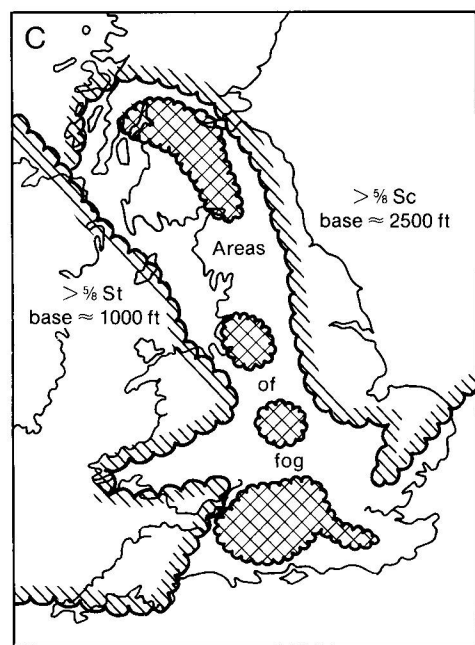 C
> ⅝ Sc
base ≈ 2500 ft
Areas
> ⅝ St
base ≈ 1000 ft
of
fog